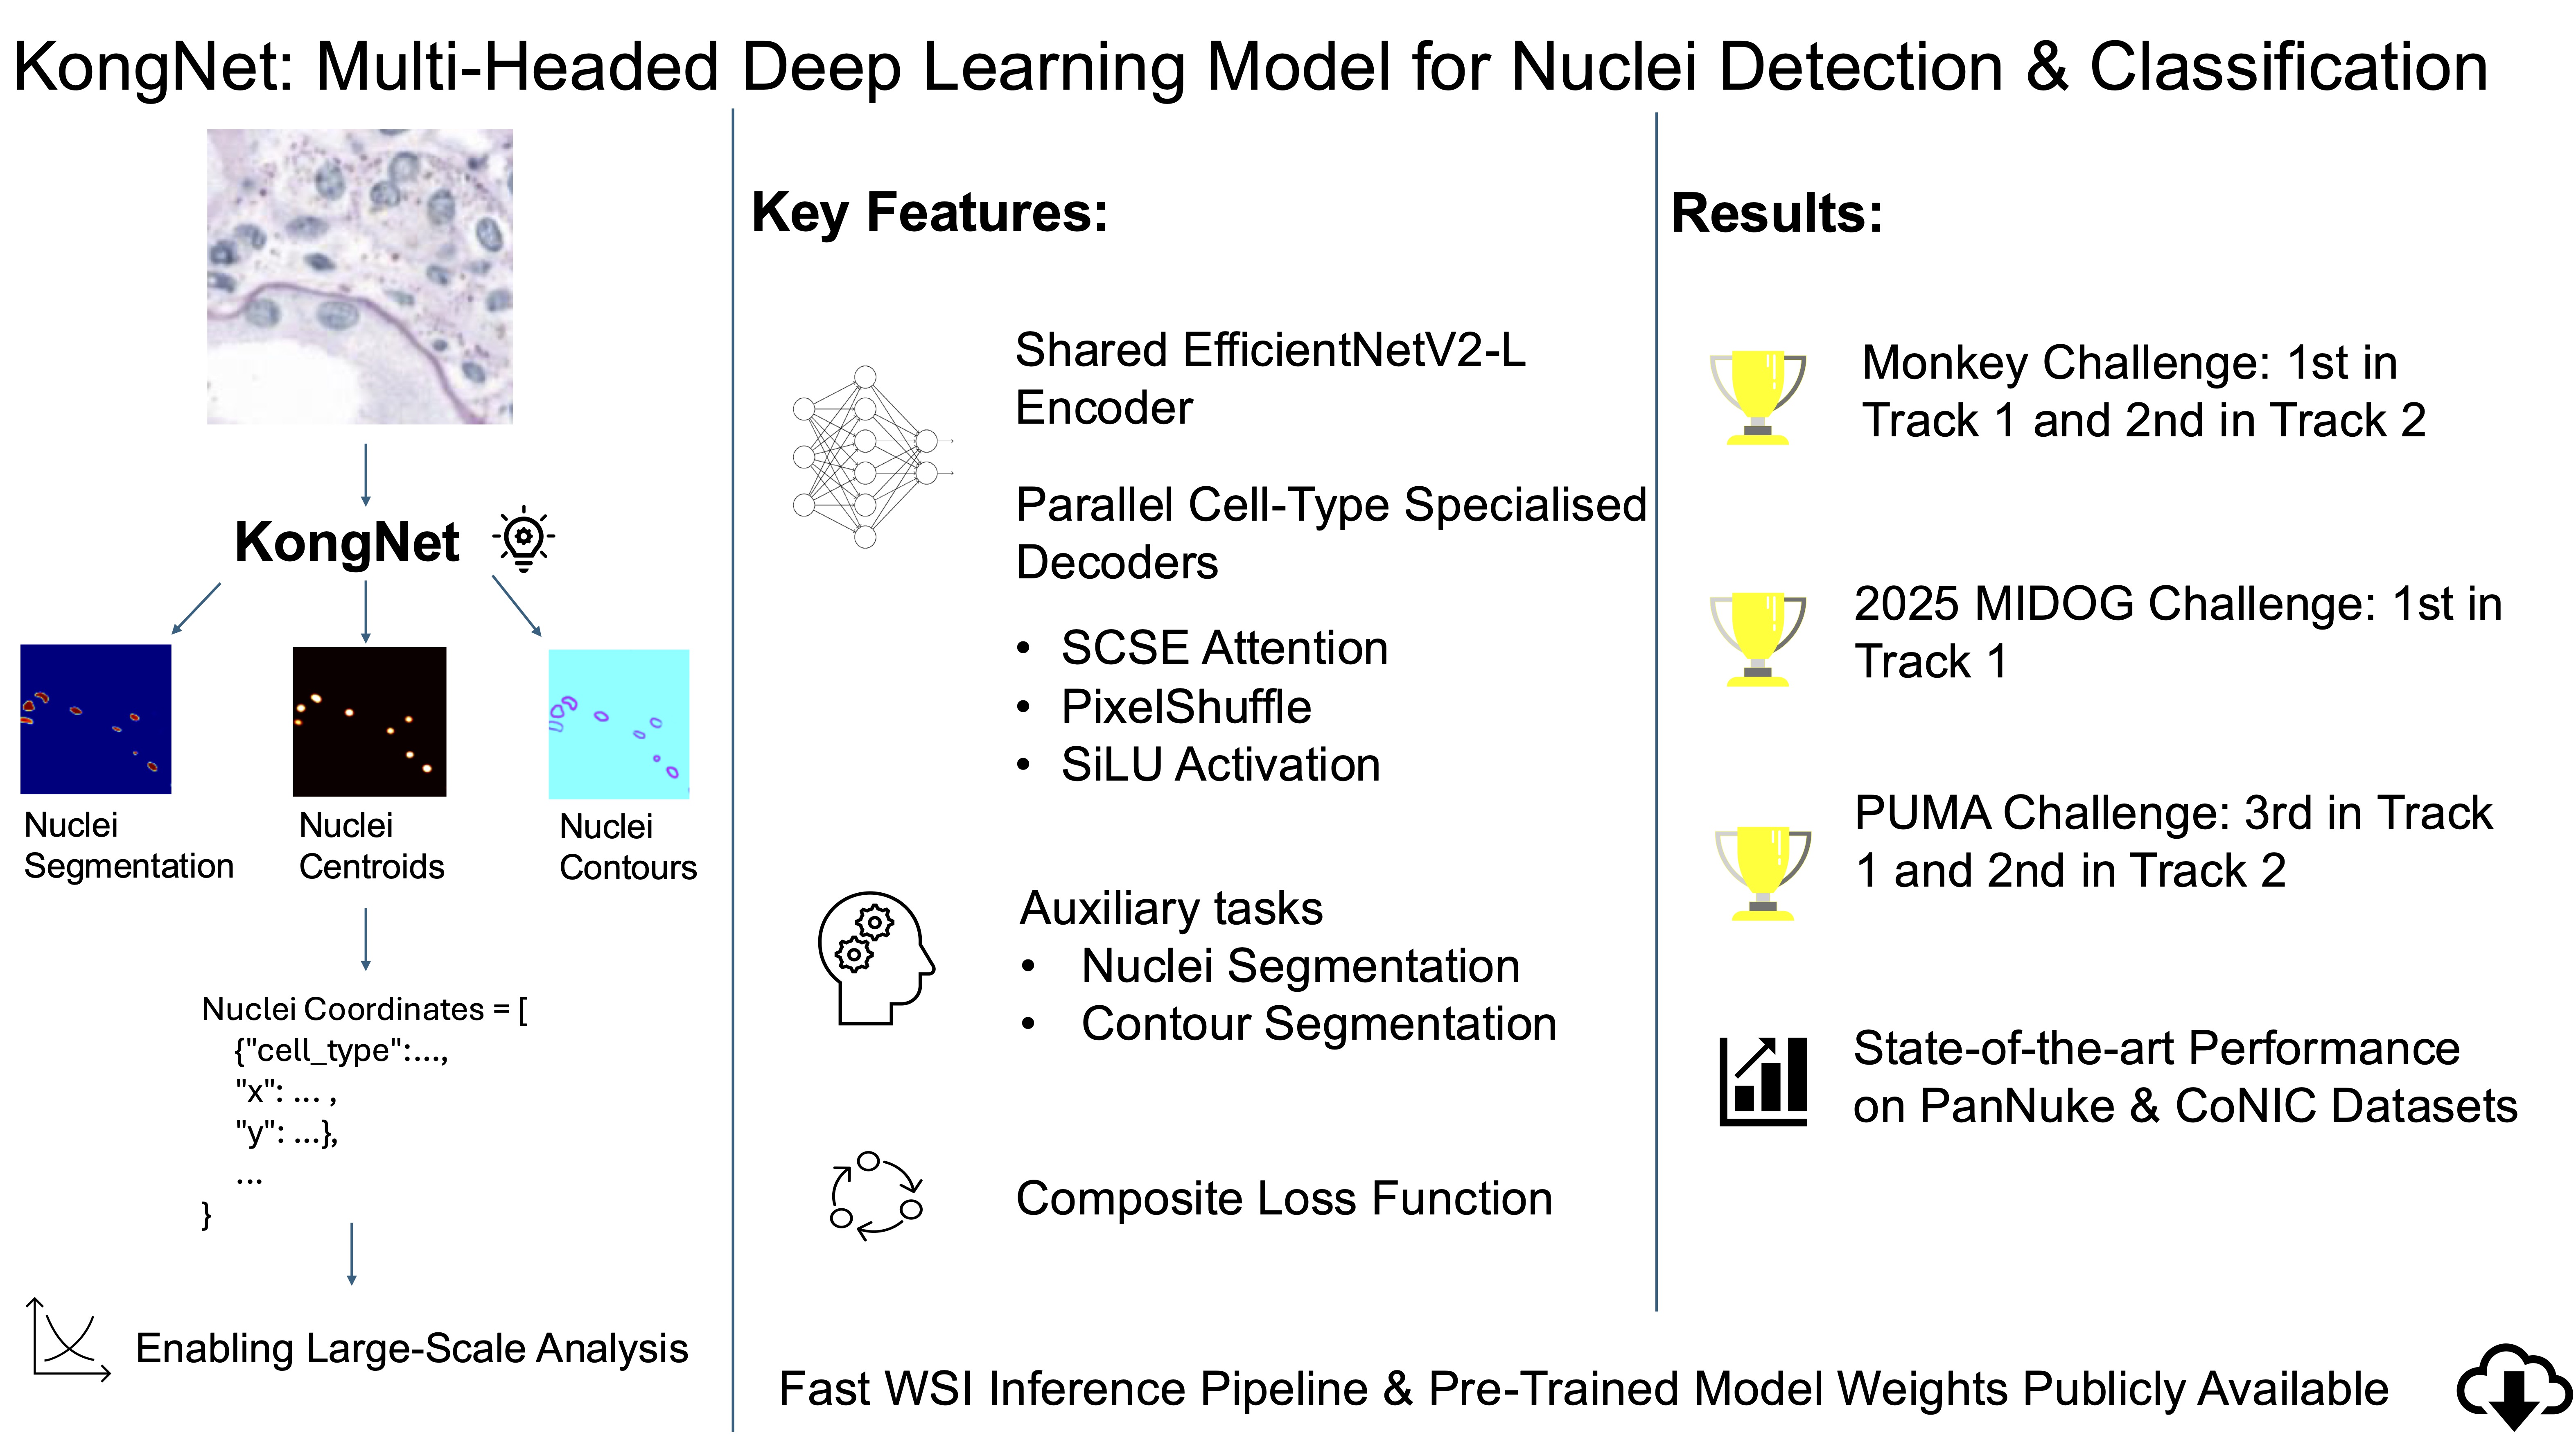 KongNet: Multi-Headed Deep Learning Model for Nuclei Detection & Classification
KongNet
Nuclei
Segmentation
Nuclei
Centroids
Nuclei
Contours
Nuclei Coordinates = [
{"cell_type":...,
"x": ... ,
"y": ...},
...
}
Enabling Large-Scale Analysis
Key Features:
Shared EfficientNetV2-L
Encoder
Parallel Cell-Type Specialised
Decoders
• SCSE Attention
• PixelShuffle
• SiLU Activation
Auxiliary tasks
• Nuclei Segmentation
• Contour Segmentation
Composite Loss Function
Results:
Monkey Challenge: 1st in
Track 1 and 2nd in Track 2
2025 MIDOG Challenge: 1st in
Track 1
PUMA Challenge: 3rd in Track
1 and 2nd in Track 2
State-of-the-art Performance
on PanNuke & CoNIC Datasets
Fast WSI Inference Pipeline & Pre-Trained Model Weights Publicly Available